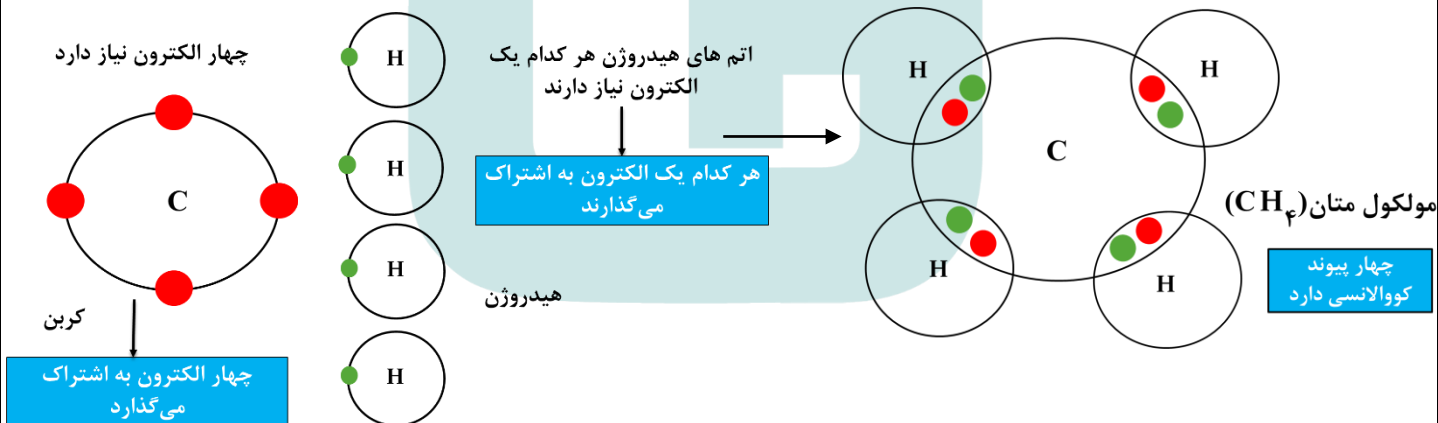 چهار الکترون نیاز دارد
C
کربن
چهار الکترون به اشتراک
می‌گذارد
H
H
H
H
هیدروژن
اتم های هیدروژن هر کدام یک
الکترون نیاز دارند
هر کدام یک الکترون به اشتراک
می‌گذارند
H
H
C
H
H
مولکول متان(CH۴)
چهار پیوند
کووالانسی دارد